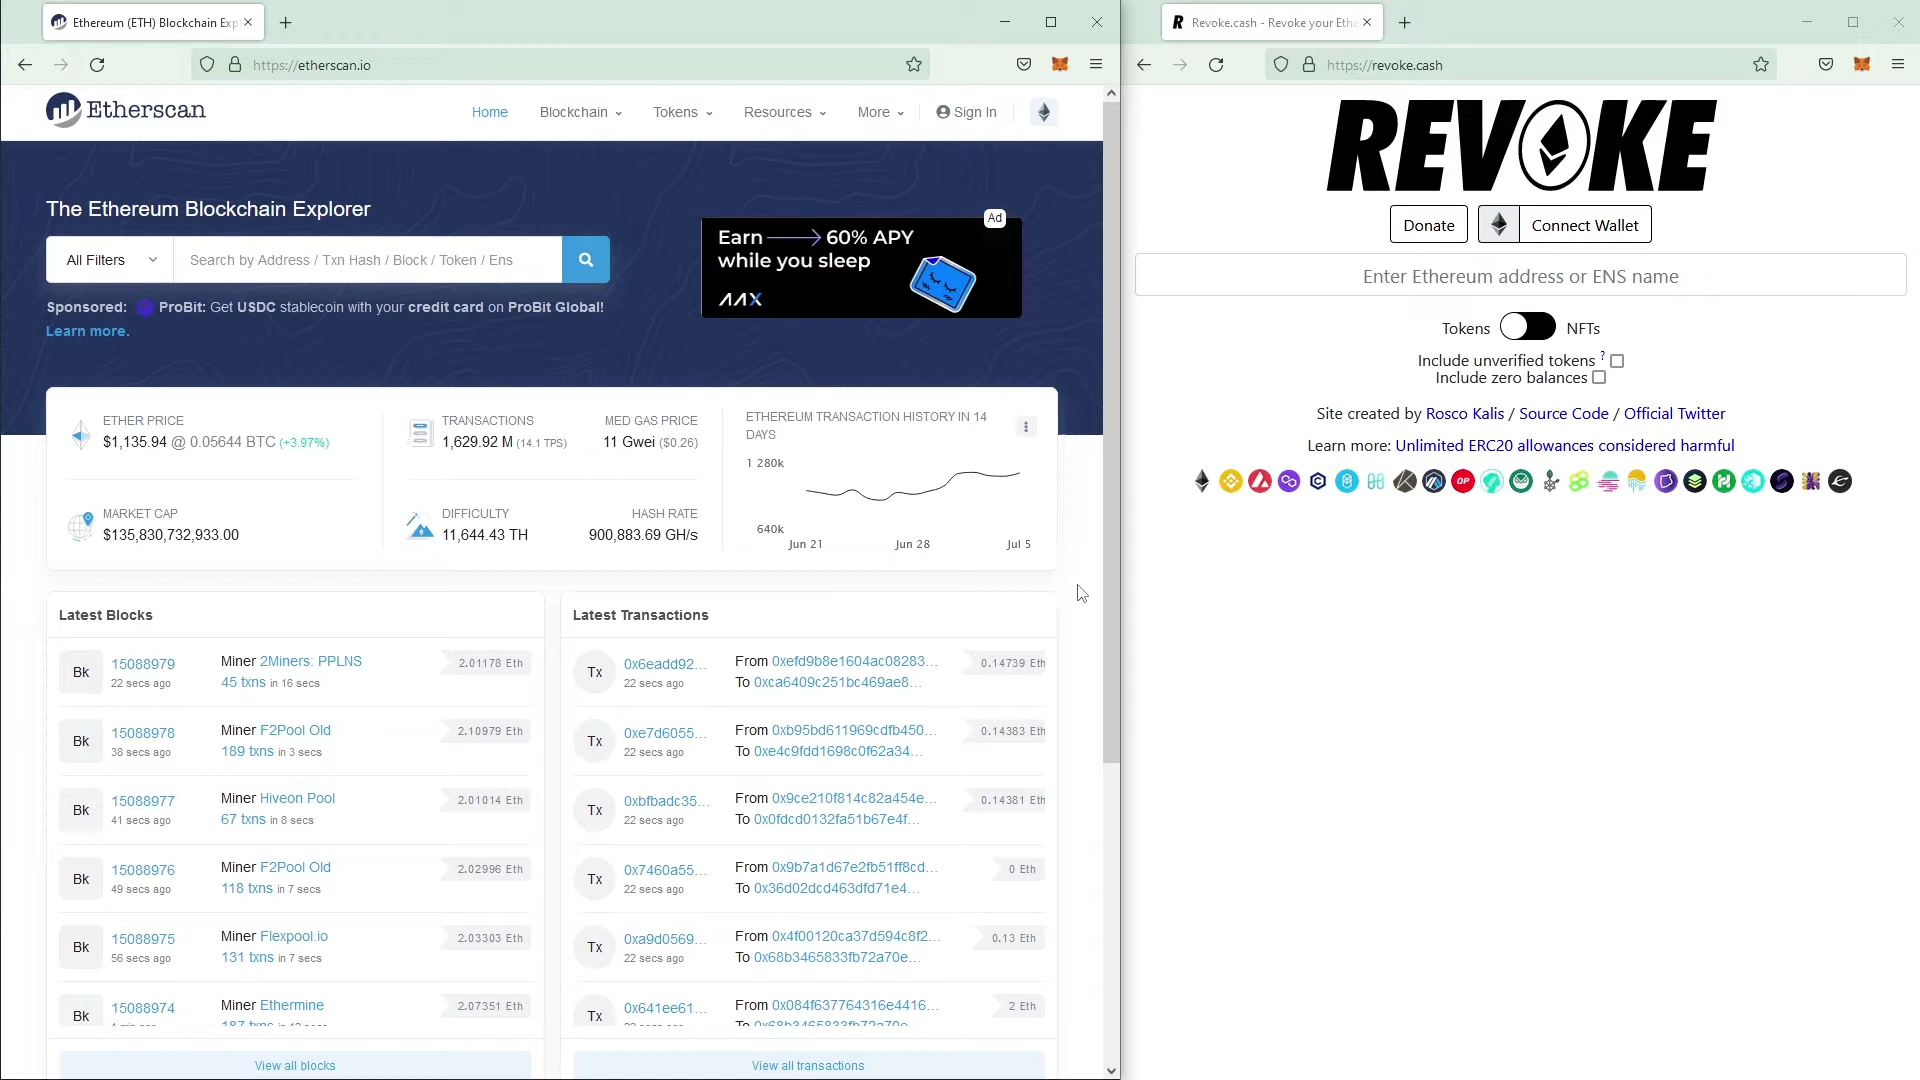 Ethereum (ETH) Blockchain Exp
https://etherscan.io
Etherscan
Home
Blockchain
Tokens
Resources
More
Sign In
The Ethereum Blockchain Explorer
All Filters
Search by Address / Txn Hash / Block / Token / Ens
Sponsored: ProBit: Get USDC stablecoin with your credit card on ProBit Global!
Learn more.
Ad
Earn 60% APY
while you sleep
AAX
ETHER PRICE
$1,135.94 @ 0.05644 BTC (+3.97%)
MARKET CAP
$135,830,732,933.00
TRANSACTIONS
1,629.92 M (14.1 TPS)
MED GAS PRICE
11 Gwei ($0.26)
DIFFICULTY
11,644.43 TH
HASH RATE
900,883.69 GH/s
ETHEREUM TRANSACTION HISTORY IN 14
DAYS
1 280k
640k
Jun 21
Jun 28
Jul 5
Latest Blocks
Bk
15088979
22 secs ago
Miner 2Miners: PPLNS
45 txns in 16 secs
2.01178 Eth
Bk
15088978
38 secs ago
Miner F2Pool Old
189 txns in 3 secs
2.10979 Eth
Bk
15088977
41 secs ago
Miner Hiveon Pool
67 txns in 8 secs
2.01014 Eth
Bk
15088976
49 secs ago
Miner F2Pool Old
118 txns in 7 secs
2.02996 Eth
Bk
15088975
56 secs ago
Miner Flexpool.io
131 txns in 7 secs
2.03303 Eth
Bk
15088974
Miner Ethermine
2.07351 Eth
View all blocks
Latest Transactions
Tx
0x6eadd92...
22 secs ago
From 0xefd9b8e1604ac08283...
To 0xca6409c251bc469ae8...
0.14739 Eth
Tx
0xe7d6055...
22 secs ago
From 0xb95bd611969cdfb450...
To 0xe4c9fdd1698c0f62a34...
0.14383 Eth
Tx
0xbfbadc35...
22 secs ago
From 0x9ce210f814c82a454e...
To 0x0fdcd0132fa51b67e4f...
0.14381 Eth
Tx
0x7460a55...
22 secs ago
From 0x9b7a1d67e2fb51ff8cd...
To 0x36d02dcd463dfd71e4...
0 Eth
Tx
0xa9d0569...
22 secs ago
From 0x4f00120ca37d594c8f2...
To 0x68b3465833fb72a70e...
0.13 Eth
Tx
0x641ee61...
From 0x084f637764316e4416...
To 0x68b3465833fb72a70e
2 Eth
View all transactions
Revoke.cash - Revoke your Ethe
https://revoke.cash
REVOKE
Donate
Connect Wallet
Enter Ethereum address or ENS name
Tokens
NFTs
Include unverified tokens ?
Include zero balances
Site created by Rosco Kalis / Source Code / Official Twitter
Learn more: Unlimited ERC20 allowances considered harmful
OP